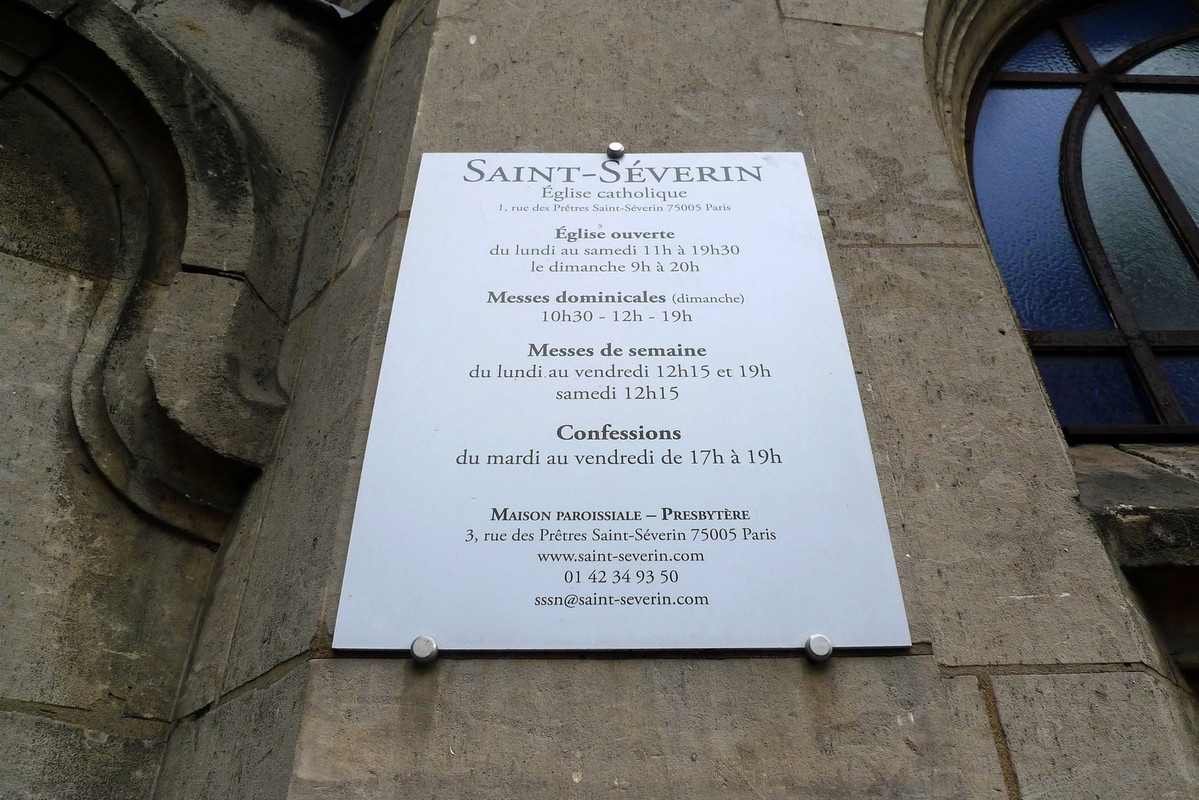 SAINT-SÉVERIN
Église catholique
1, rue des Prêtres Saint-Séverin 75005 Paris
Église ouverte
du lundi au samedi 11h à 19h30
le dimanche 9h à 20h
Messes dominicales (dimanche)
10h30 - 12h - 19h
Messes de semaine
du lundi au vendredi 12h15 et 19h
samedi 12h15
Confessions
du mardi au vendredi de 17h à 19h
MAISON PAROISSIALE – PRESBYTÈRE
3, rue des Prêtres Saint-Séverin 75005 Paris
www.saint-severin.com
01 42 34 93 50
sssn@saint-severin.com